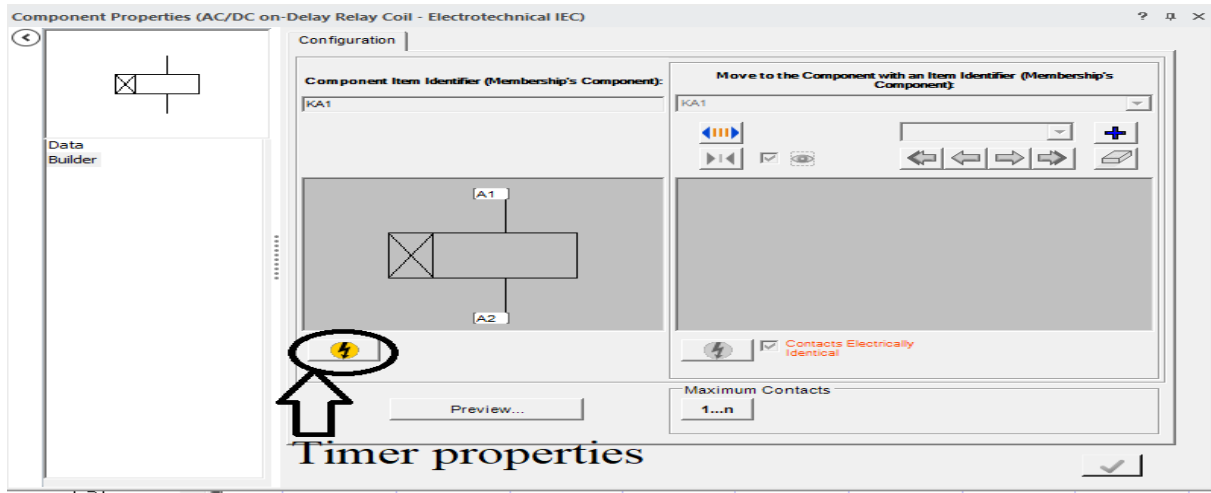 Component Properties (AC/DC on-Delay Relay Coil - Electrotechnical IEC)
Configuration
Data
Builder
Component Item Identifier (Membership's Component):
KA1
A1
A2
Preview...
Move to the Component with an Item Identifier (Membership's
Component):
KA1
Contacts Electrically
Identical
Maximum Contacts
1...n
Timer properties